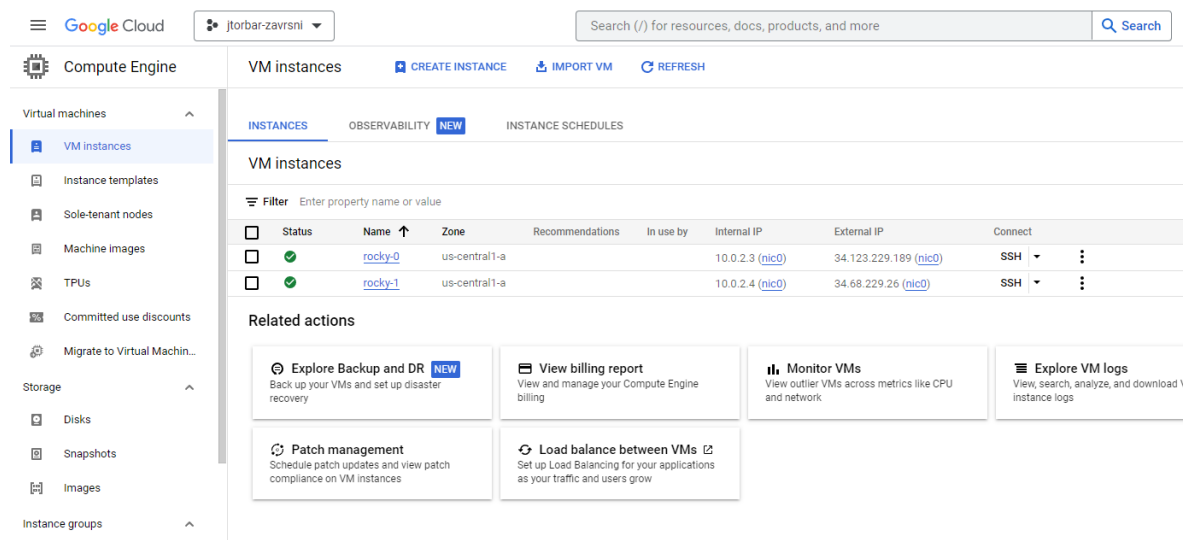 Google Cloud
jtorbar-zavrsni
Search (/) for resources, docs, products, and more
Search
Compute Engine
VM instances
CREATE INSTANCE
IMPORT VM
REFRESH
Virtual machines
VM instances
Instance templates
Sole-tenant nodes
Machine images
TPUs
Committed use discounts
Migrate to Virtual Machin...
Storage
Disks
Snapshots
Images
Instance groups
INSTANCES
OBSERVABILITY NEW
INSTANCE SCHEDULES
VM instances
Filter Enter property name or value
Status Name Zone Recommendations In use by Internal IP External IP Connect
rocky-0 us-central1-a 10.0.2.3 (nic0) 34.123.229.189 (nic0) SSH
rocky-1 us-central1-a 10.0.2.4 (nic0) 34.68.229.26 (nic0) SSH
Related actions
Explore Backup and DR NEW
Back up your VMs and set up disaster
recovery
View billing report
View and manage your Compute Engine
billing
Monitor VMs
View outlier VMs across metrics like CPU
and network
Explore VM logs
View, search, analyze, and download V
instance logs
Patch management
Schedule patch updates and view patch
compliance on VM instances
Load balance between VMs
Set up Load Balancing for your applications
as your traffic and users grow